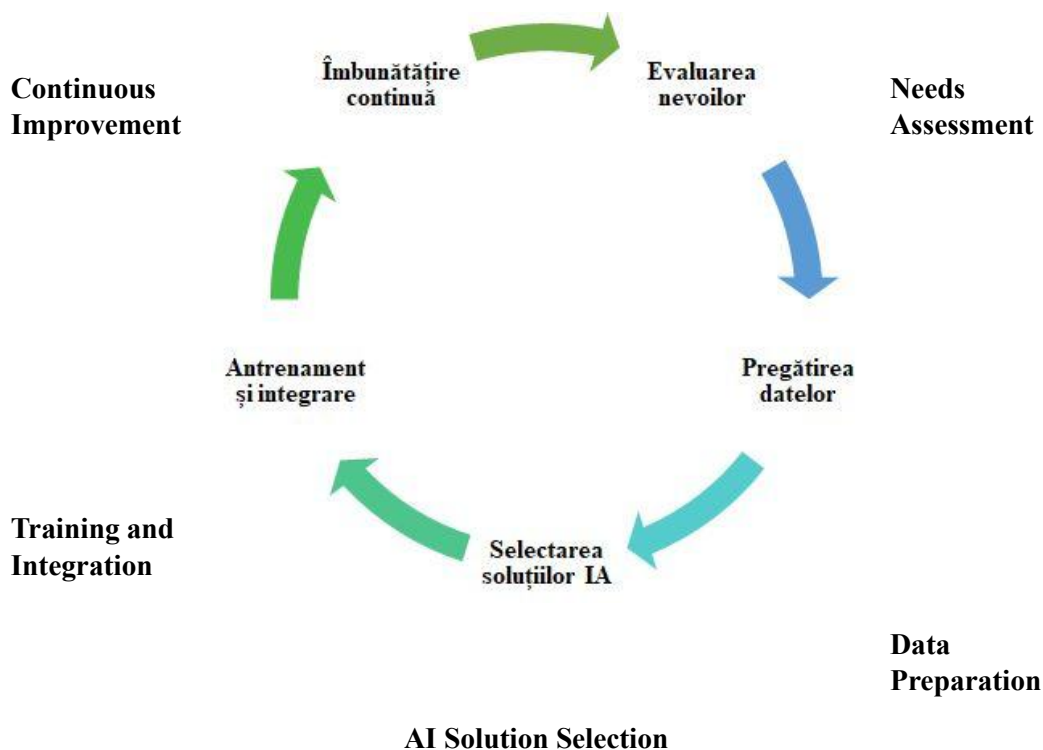 Îmbunătățire
continuă
Evaluarea
nevoilor
Continuous
Improvement
Needs
Assessment
Antrenament
și integrare
Pregătirea
datelor
Training and
Integration
Selectarea
soluțiilor IA
Data
Preparation
AI Solution Selection